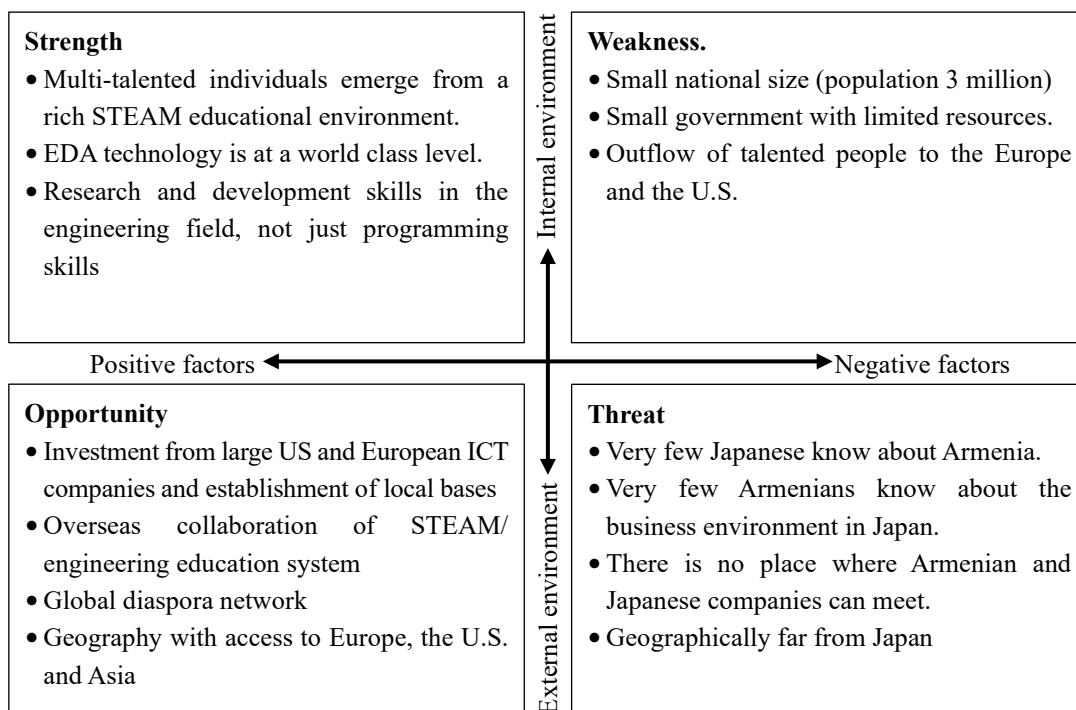 Strength
• Multi-talented individuals emerge from a
rich STEAM educational environment.
• EDA technology is at a world class level.
• Research and development skills in the
engineering field, not just programming
skills
Internal environment
Weakness.
• Small national size (population 3 million)
• Small government with limited resources.
• Outflow of talented people to the Europe
and the U.S.
Positive factors
Negative factors
Opportunity
• Investment from large US and European ICT
companies and establishment of local bases
• Overseas collaboration of STEAM/
engineering education system
• Global diaspora network
• Geography with access to Europe, the U.S.
and Asia
External environment
Threat
• Very few Japanese know about Armenia.
• Very few Armenians know about the
business environment in Japan.
• There is no place where Armenian and
Japanese companies can meet.
• Geographically far from Japan